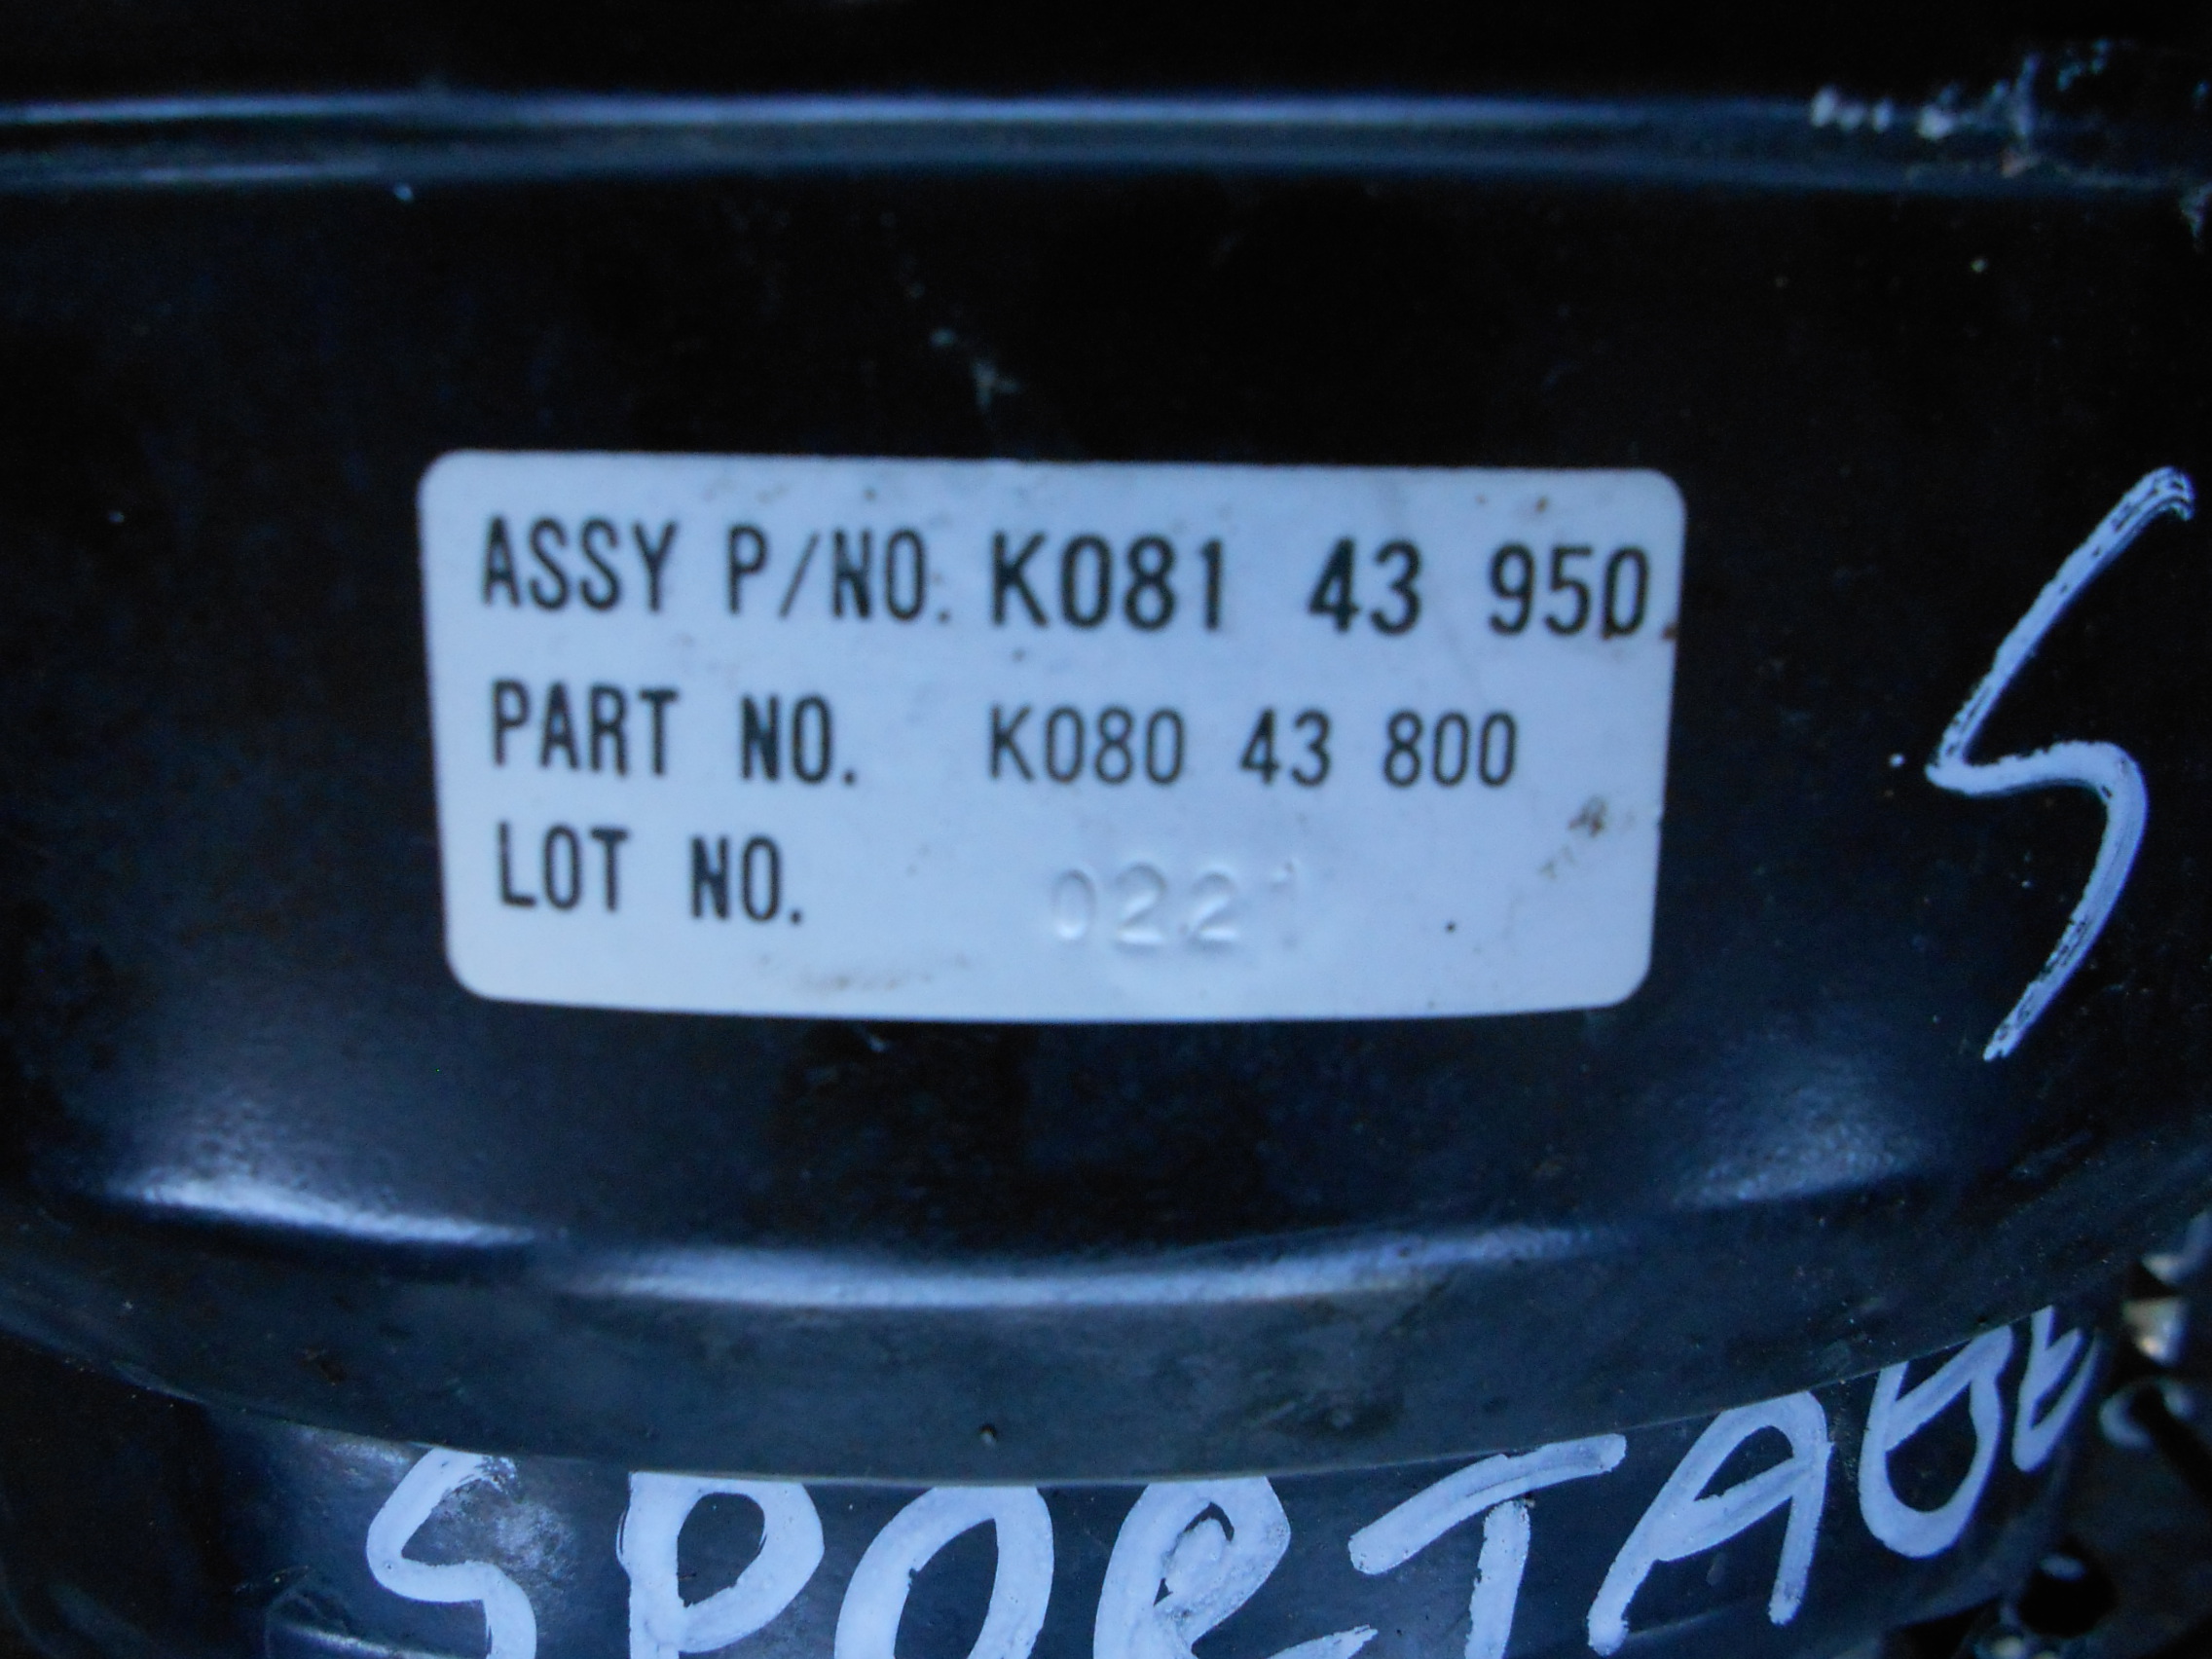 ASSY P/NO. K081 43 950
PART NO. K080 43 800
LOT NO. 0221
S
SPORTAGE